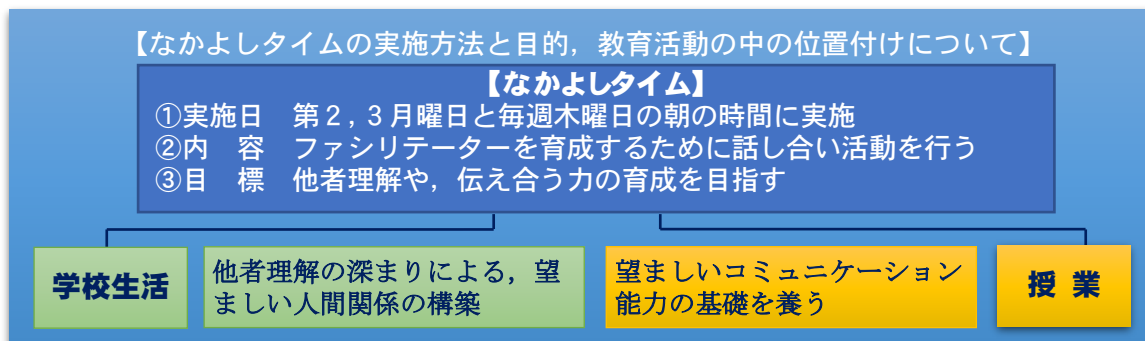 【なかよしタイムの実施方法と目的，教育活動の中の位置付けについて】
【なかよしタイム】
①実施日　第２，３月曜日と毎週木曜日の朝の時間に実施
②内　容　ファシリテーターを育成するために話し合い活動を行う
③目　標　他者理解や，伝え合う力の育成を目指す
学校生活
他者理解の深まりによる，望
ましい人間関係の構築
望ましいコミュニケーション
能力の基礎を養う
授 業